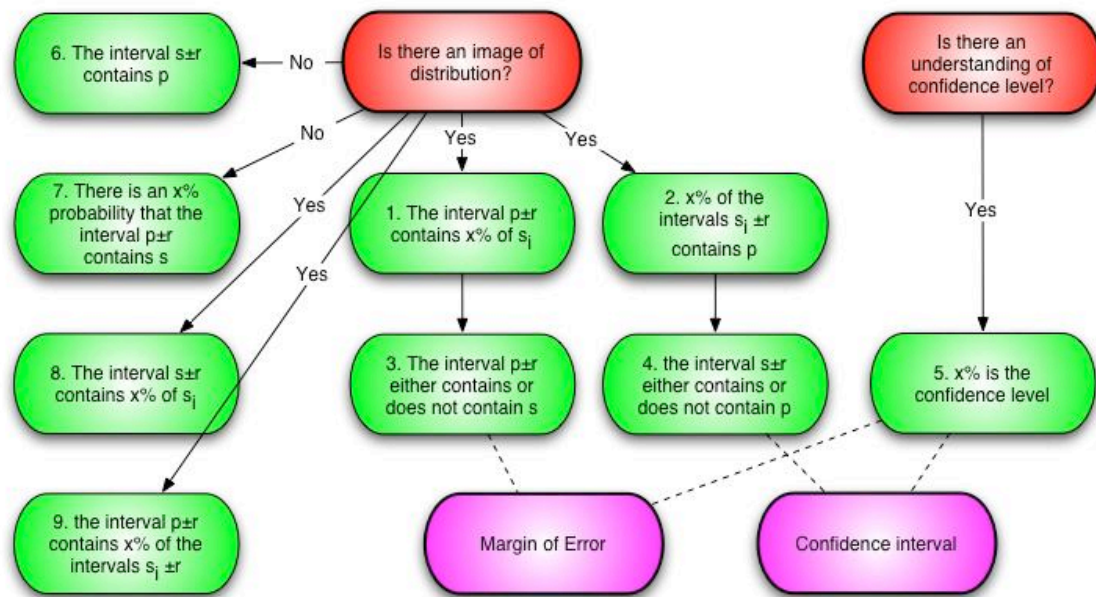 6. The interval s±r
contains p
No
Is there an image of
distribution?
Is there an
understanding of
confidence level?
No
Yes
Yes
7. There is an x%
probability that the
interval p±r
contains s
Yes
1. The interval p±r
contains x% of si
2. x% of the
intervals si ±r
contains p
Yes
Yes
8. The interval s±r
contains x% of si
3. The interval p±r
either contains or
does not contain s
4. the interval s±r
either contains or
does not contain p
5. x% is the
confidence level
9. the interval p±r
contains x% of the
intervals si ±r
Margin of Error
Confidence interval